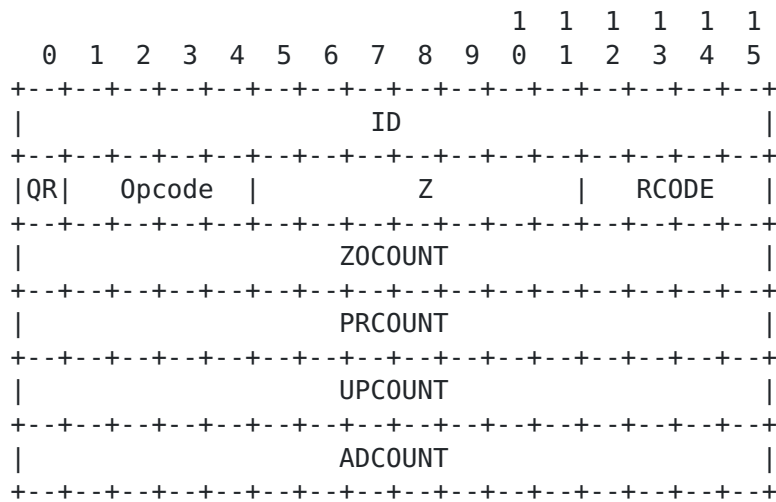 1 1 1 1 1 1
0 1 2 3 4 5 6 7 8 9 0 1 2 3 4 5
+--+--+--+--+--+--+--+--+--+--+--+--+--+--+--+--+
| ID |
+--+--+--+--+--+--+--+--+--+--+--+--+--+--+--+--+
|QR| Opcode | Z | RCODE |
+--+--+--+--+--+--+--+--+--+--+--+--+--+--+--+--+
| ZOCOUNT |
+--+--+--+--+--+--+--+--+--+--+--+--+--+--+--+--+
| PRCOUNT |
+--+--+--+--+--+--+--+--+--+--+--+--+--+--+--+--+
| UPCOUNT |
+--+--+--+--+--+--+--+--+--+--+--+--+--+--+--+--+
| ADCOUNT |
+--+--+--+--+--+--+--+--+--+--+--+--+--+--+--+--+